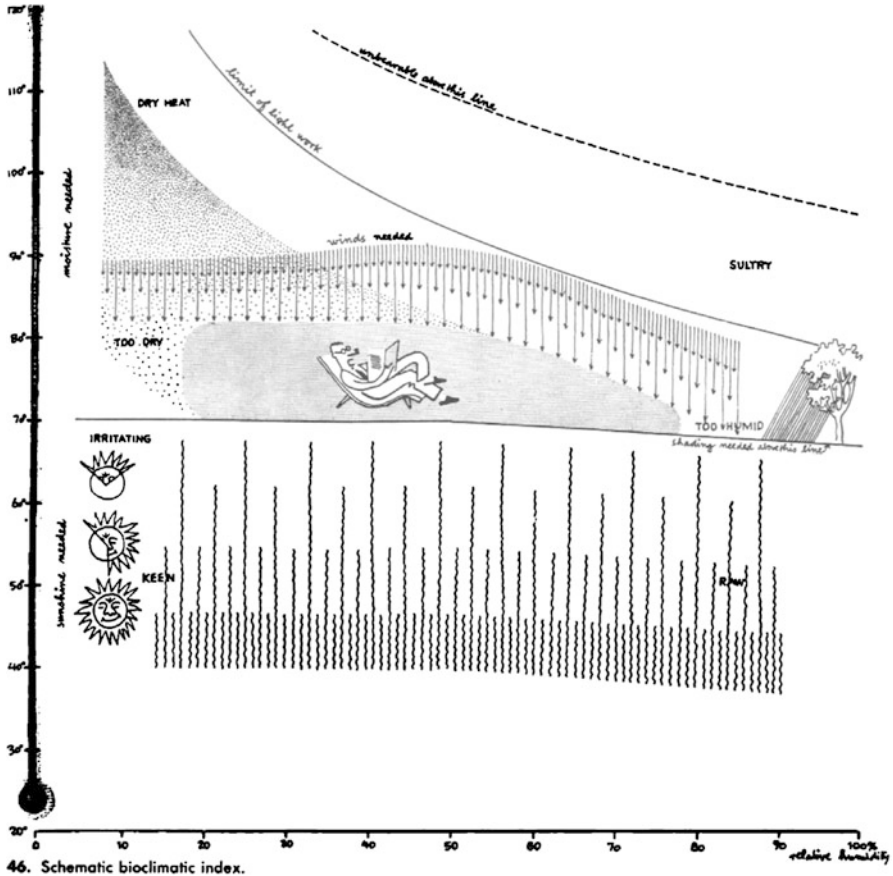 120°
unbearable above this line
limit of light work
110°
DRY HEAT
100°
moisture needed
winds needed
90°
SULTRY
80°
TOO DRY
70°
TOO HUMID
shading needed above this line
IRRITATING
60°
sunshine needed
KEEN
RAW
50°
40°
30°
20°
0 10 20 30 40 50 60 70 80 90 100%
relative humidity
46. Schematic bioclimatic index.